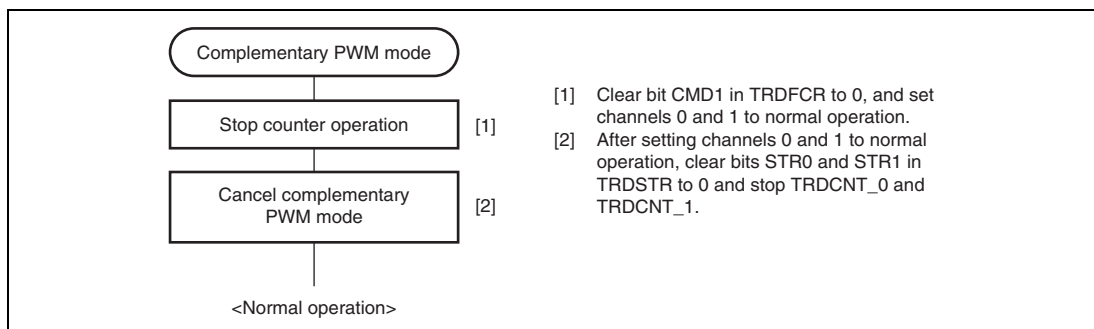 Complementary PWM mode
Stop counter operation
[1]
Cancel complementary
PWM mode
[2]
<Normal operation>
[1] Clear bit CMD1 in TRDFCR to 0, and set
channels 0 and 1 to normal operation.
[2] After setting channels 0 and 1 to normal
operation, clear bits STR0 and STR1 in
TRDSTR to 0 and stop TRDCNT_0 and
TRDCNT_1.